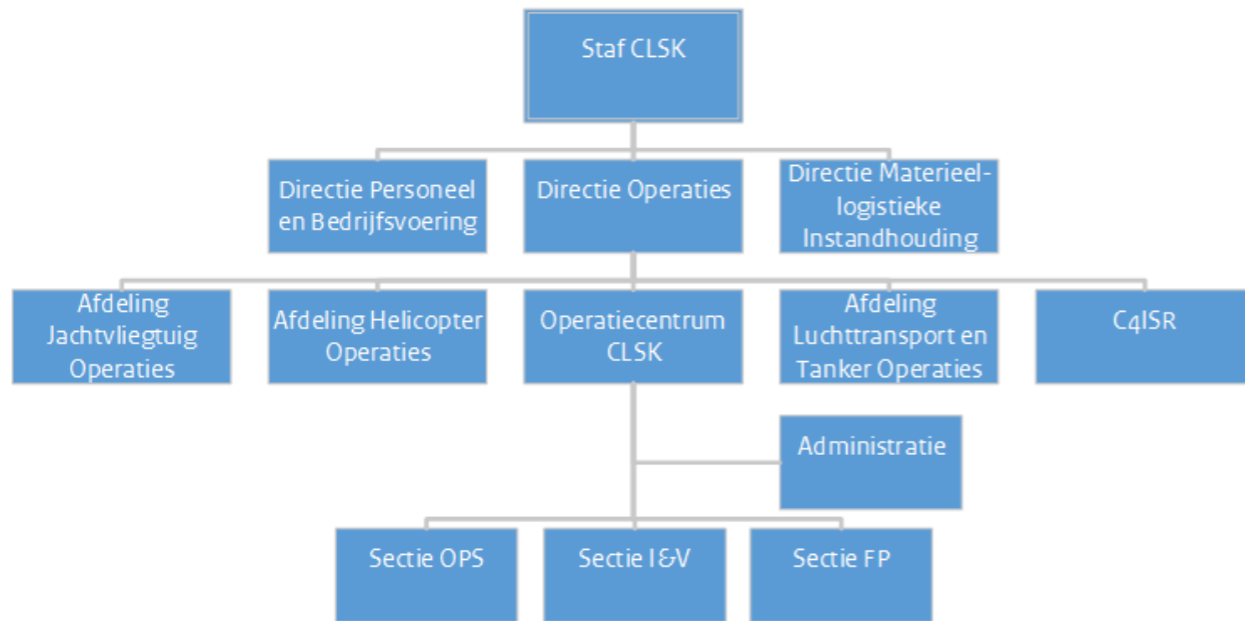 Staf CLSK
Directie Personeel
en Bedrijfsvoering
Directie Operaties
Directie Materieel-
logistieke
Instandhouding
Afdeling
Jachtvliegtuig
Operaties
Afdeling Helicopter
Operaties
Operatiecentrum
CLSK
Afdeling
Luchttransport en
Tanker Operaties
C4ISR
Administratie
Sectie OPS
Sectie I&V
Sectie FP